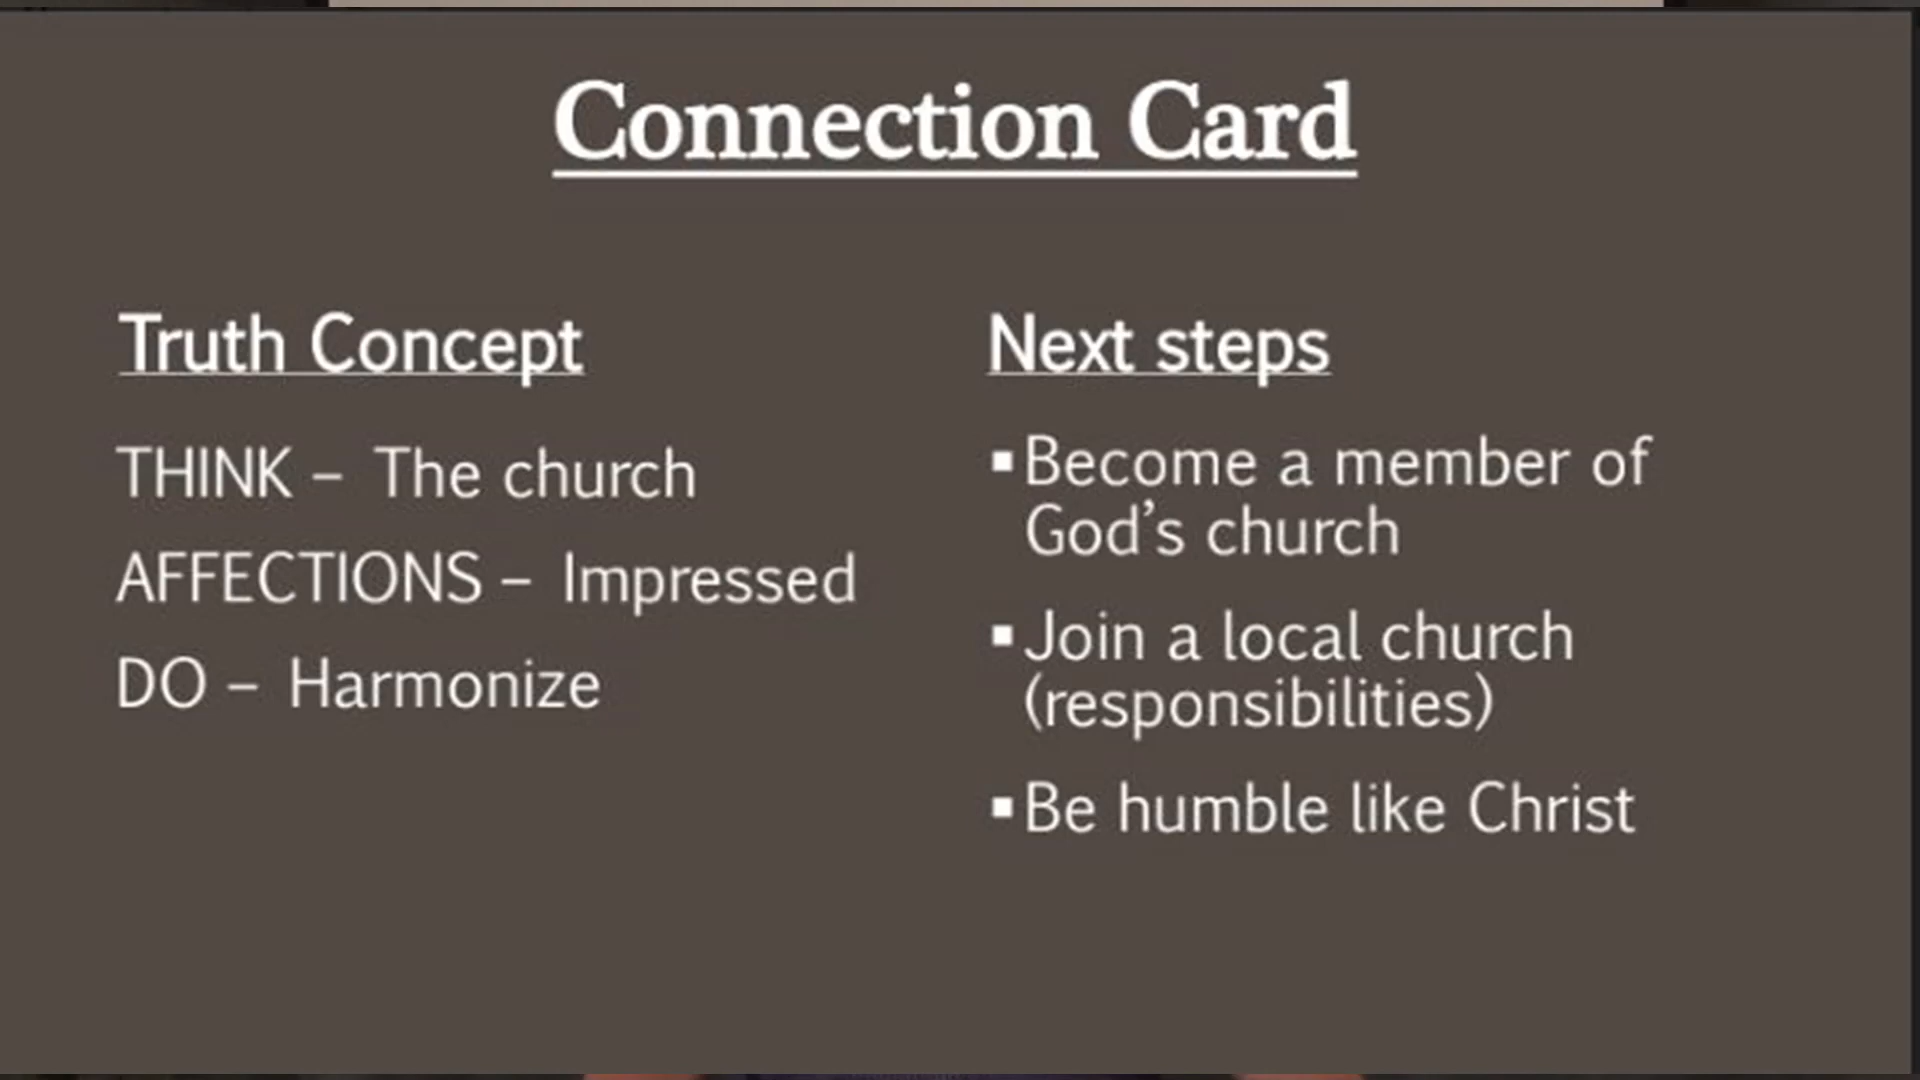 Connection Card
Truth Concept
THINK – The church
AFFECTIONS – Impressed
DO – Harmonize
Next steps
▪Become a member of
God’s church
▪Join a local church
(responsibilities)
▪Be humble like Christ